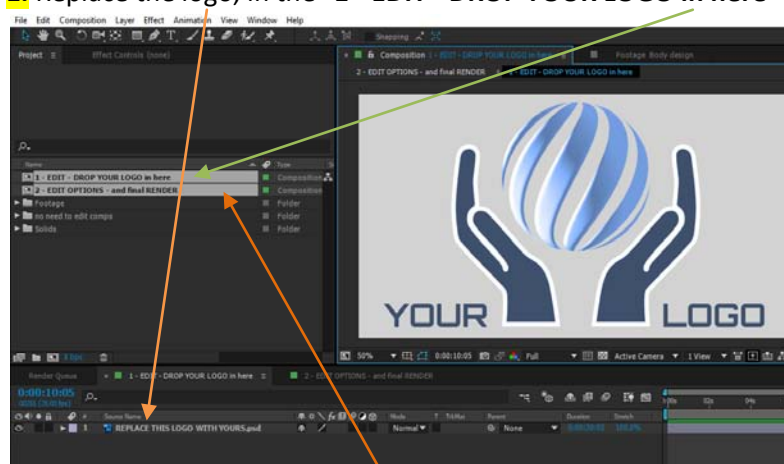 2. Replace the logo, in the "1 - EDIT - DROP YOUR LOGO in here"
File Edit Composition Layer Effect Animation View Window Help
Snapping
Project Effect Controls (none)
Composition 1 - EDIT - DROP YOUR LOGO in here Footage Body design
2 - EDIT OPTIONS - and final RENDER 1 - EDIT - DROP YOUR LOGO in here
Name Type
1 - EDIT - DROP YOUR LOGO in here Composition
2 - EDIT OPTIONS - and final RENDER Composition
Footage Folder
no need to edit comps Folder
Solids Folder
YOUR LOGO
50% 0:00:10:05 Full Active Camera 1 View
Render Queue 1 - EDIT - DROP YOUR LOGO in here 2 - EDIT OPTIONS - and final RENDER
0:00:10:05
# Source Name Mode T TrkMat Parent Duration Stretch
1 REPLACE THIS LOGO WITH YOURS.psd Normal None 100.0%